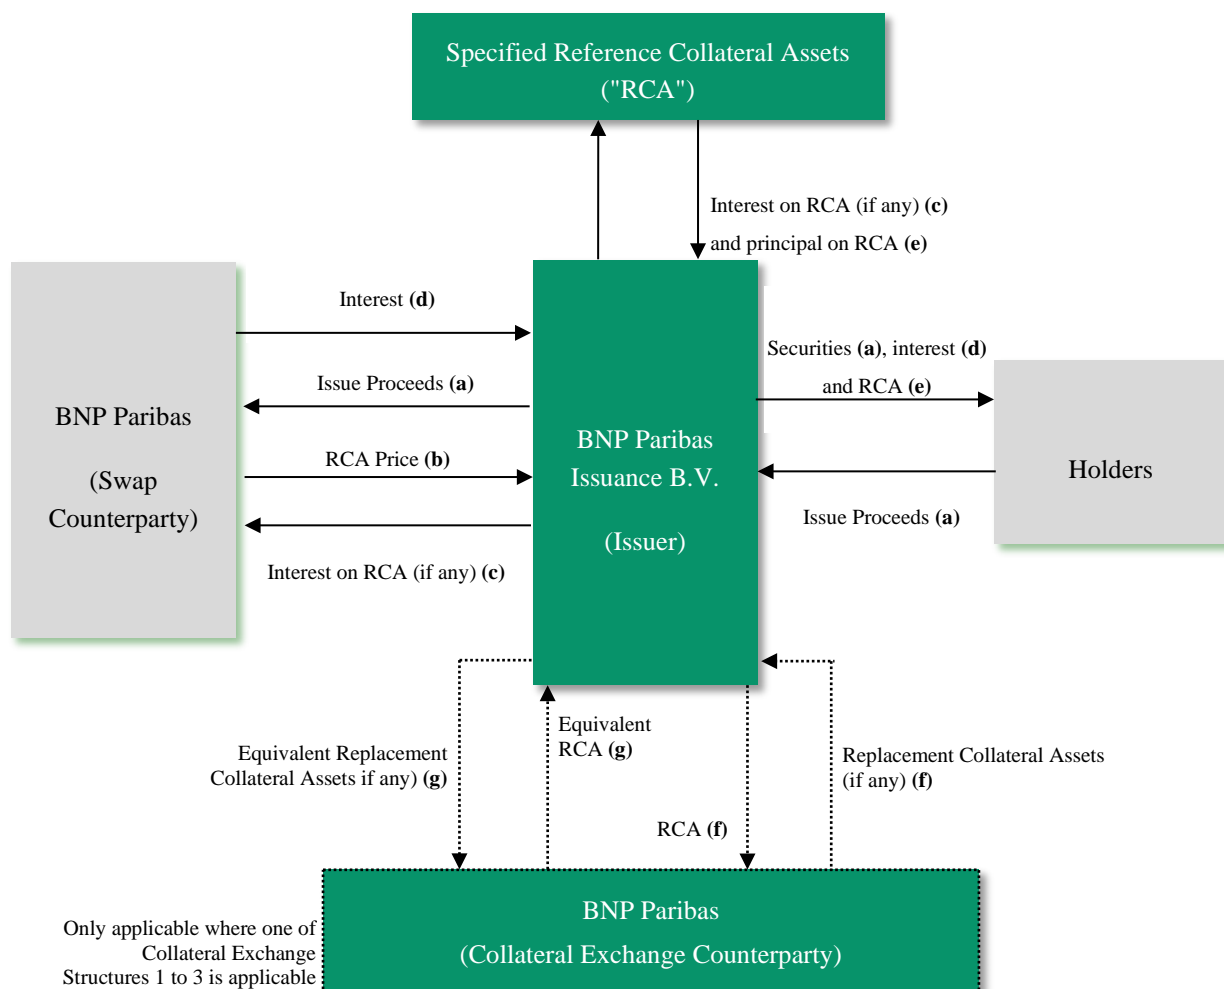 Specified Reference Collateral Assets
("RCA")
Interest on RCA (if any) (c)
and principal on RCA (e)
BNP Paribas
(Swap
Counterparty)
Interest (d)
Issue Proceeds (a)
RCA Price (b)
Interest on RCA (if any) (c)
BNP Paribas
Issuance B.V.
(Issuer)
Securities (a), interest (d)
and RCA (e)
Issue Proceeds (a)
Holders
Equivalent Replacement
Collateral Assets if any) (g)
Equivalent
RCA (g)
RCA (f)
Replacement Collateral Assets
(if any) (f)
Only applicable where one of
Collateral Exchange
Structures 1 to 3 is applicable
BNP Paribas
(Collateral Exchange Counterparty)